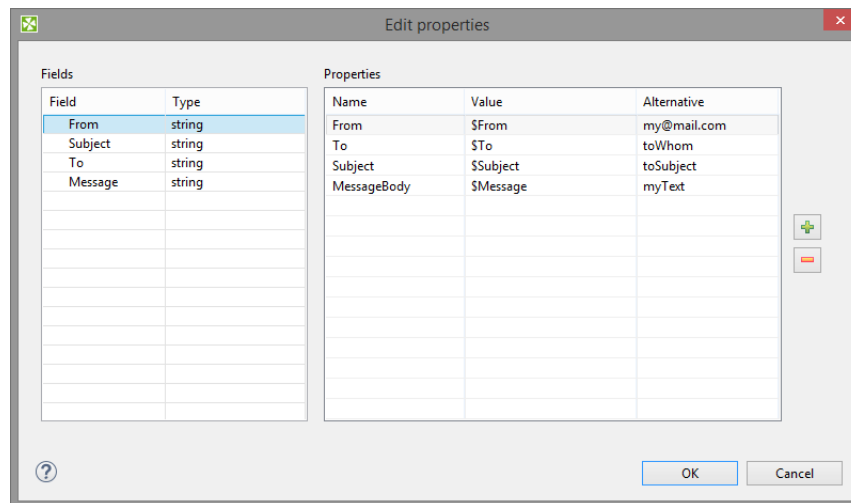 Edit properties
Fields
Properties
Field Type
Name Value Alternative
From string
From $From my@mail.com
Subject string
To $To toWhom
To string
Subject $Subject toSubject
Message string
MessageBody $Message myText
OK Cancel